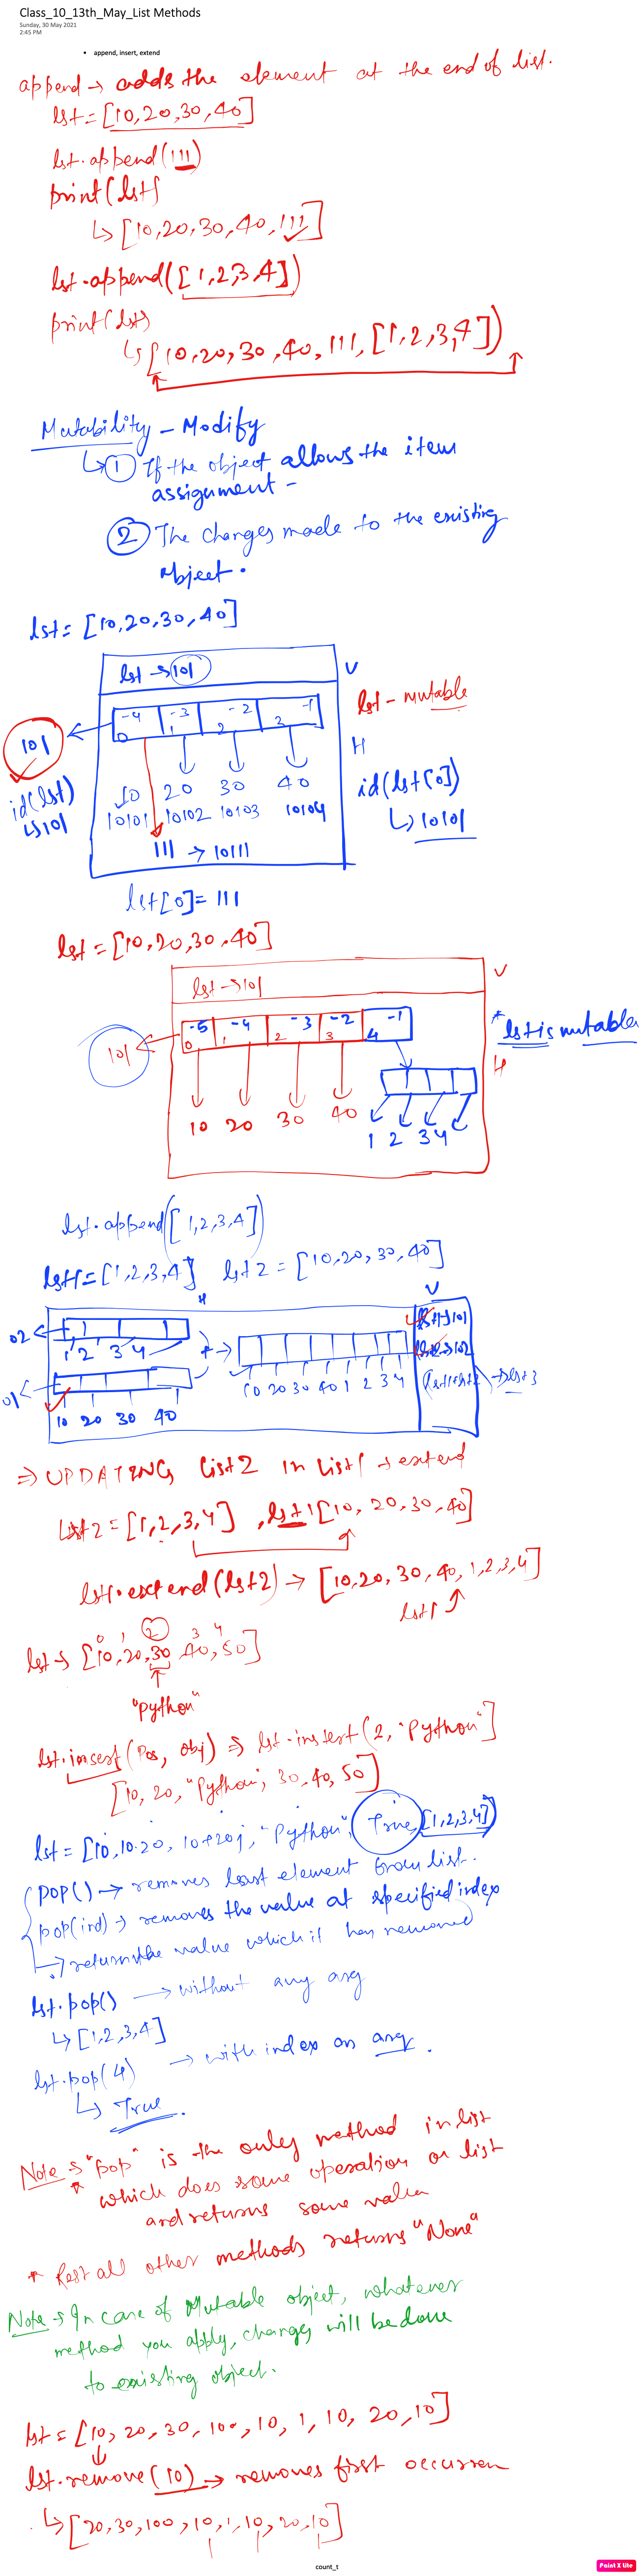 Class_10_13th_May_List Methods
Sunday, 30 May 2021
2:45 PM
• append, insert, extend
append → adds the element at the end of list.
lst = [10,20,30,40]
lst.append(111)
print(lst)
↳ [10,20,30,40,111]
lst.append([1,2,3,4])
print(lst)
↳ [10,20,30,40,111,[1,2,3,4])
Mutability - Modify
↳ 1 If the object allows the item
assignment -
2 The changes made to the existing
object.
lst = [10,20,30,40]
lst → 101
V
lst - mutable
-4 -3 -2 -1
0 1 2 3
101
H
id(lst)
↳ 101
10 20 30 40
10101 10102 10103 10104
id(lst[0])
↳ 10101
111 → 10111
lst[0] = 111
lst = [10,20,30,40]
lst → 101
V
-5 -4 -3 -2 -1
0 1 2 3 4
101
* lst is mutable
H
10 20 30 40
1 2 3 4
lst.append([1,2,3,4])
lst1 = [1,2,3,4] lst2 = [10,20,30,40]
H
V
lst1 → 101
02
1 2 3 4
+ →
lst2 → 102
01
10 20 30 40 1 2 3 4
lst1+lst2 → lst3
10 20 30 40
⇒ UPDATING list2 in list1 → extend
lst2 = [1,2,3,4] , lst1 [10, 20, 30, 40]
lst1.extend(lst2) → [10,20, 30, 40, 1,2,3,4]
lst1
0 1 2 3 4
lst → [10,20,30 40,50]
"python"
lst.insert(Pos, obj) ⇒ lst.instert(2, "Python"]
[10, 20, "Python", 30, 40, 50]
lst = [10, 10.20, 10+20j, "Python", True, [1,2,3,4])
pop() → removes last element from list.
pop(ind) → removes the value at specified index
→ returns the value which it has removed
lst.pop() → without any arg
↳ [1,2,3,4]
lst.pop(4) → with index as arg.
↳ True.
Note → "pop" is the only method in list
* which does some operation on list
and returns some value
* Rest all other methods returns "None"
Note → In case of Mutable object, whatever
method you apply, changes will be done
to existing object.
lst = [10, 20, 30, 100, 10, 1, 10, 20, 10]
lst.remove(10) → removes first occurren
↳ [20,30,100,10,1,10,20,10]
count_t
Paint X Lite